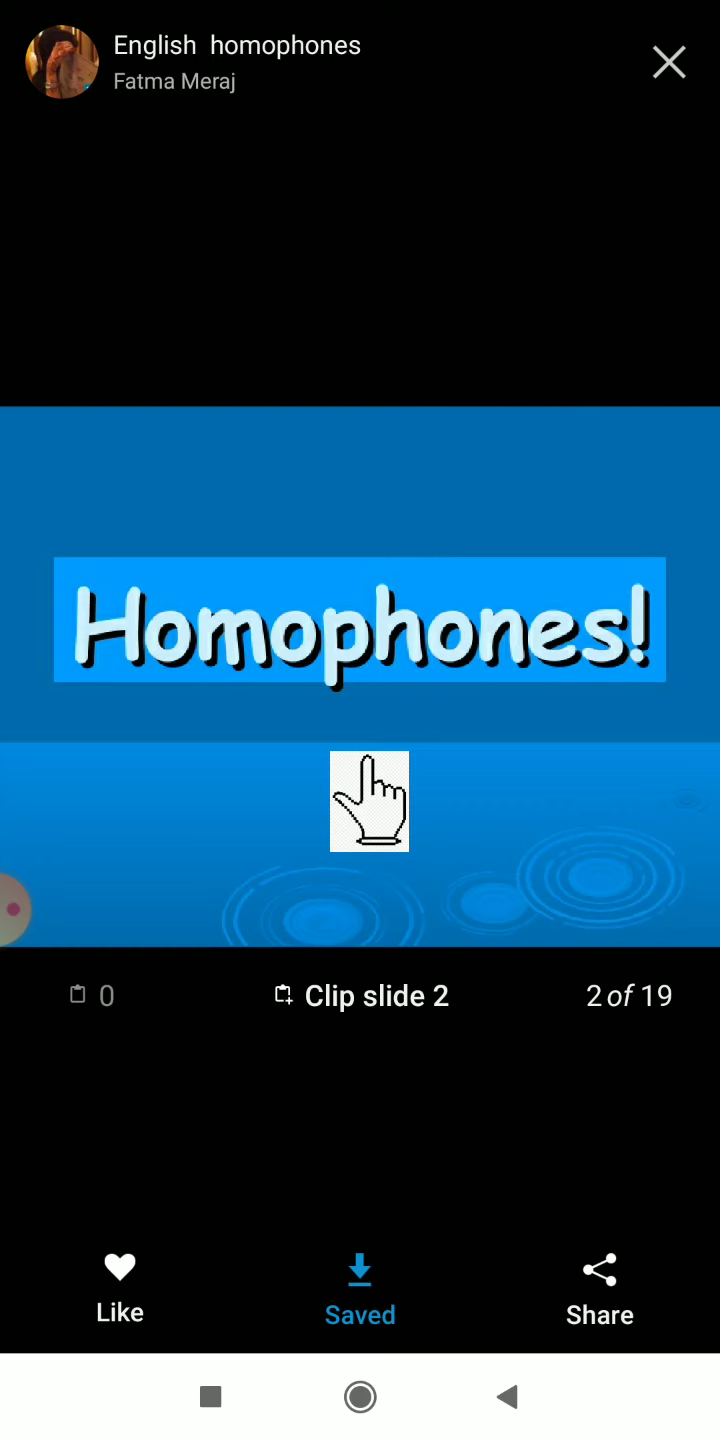 English  homophones
Fatma Meraj
Homophones!
0
Clip slide 2
2 of 19
Like
Saved
Share